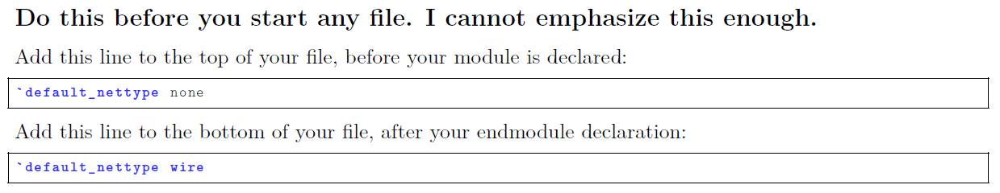 Do this before you start any file. I cannot emphasize this enough.
Add this line to the top of your file, before your module is declared:
`default_nettype none
Add this line to the bottom of your file, after your endmodule declaration:
`default_nettype wire